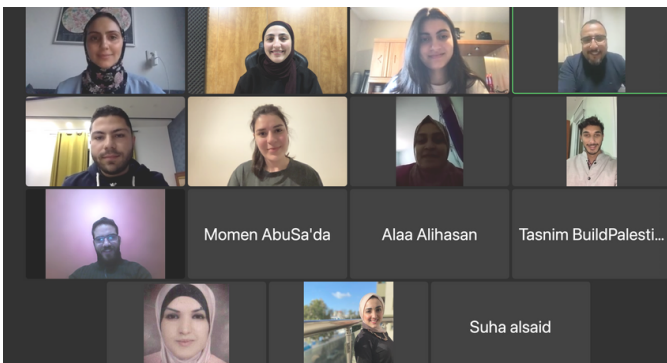 Momen AbuSa'da
Alaa Alihasan
Tasnim BuildPalesti...
Suha alsaid